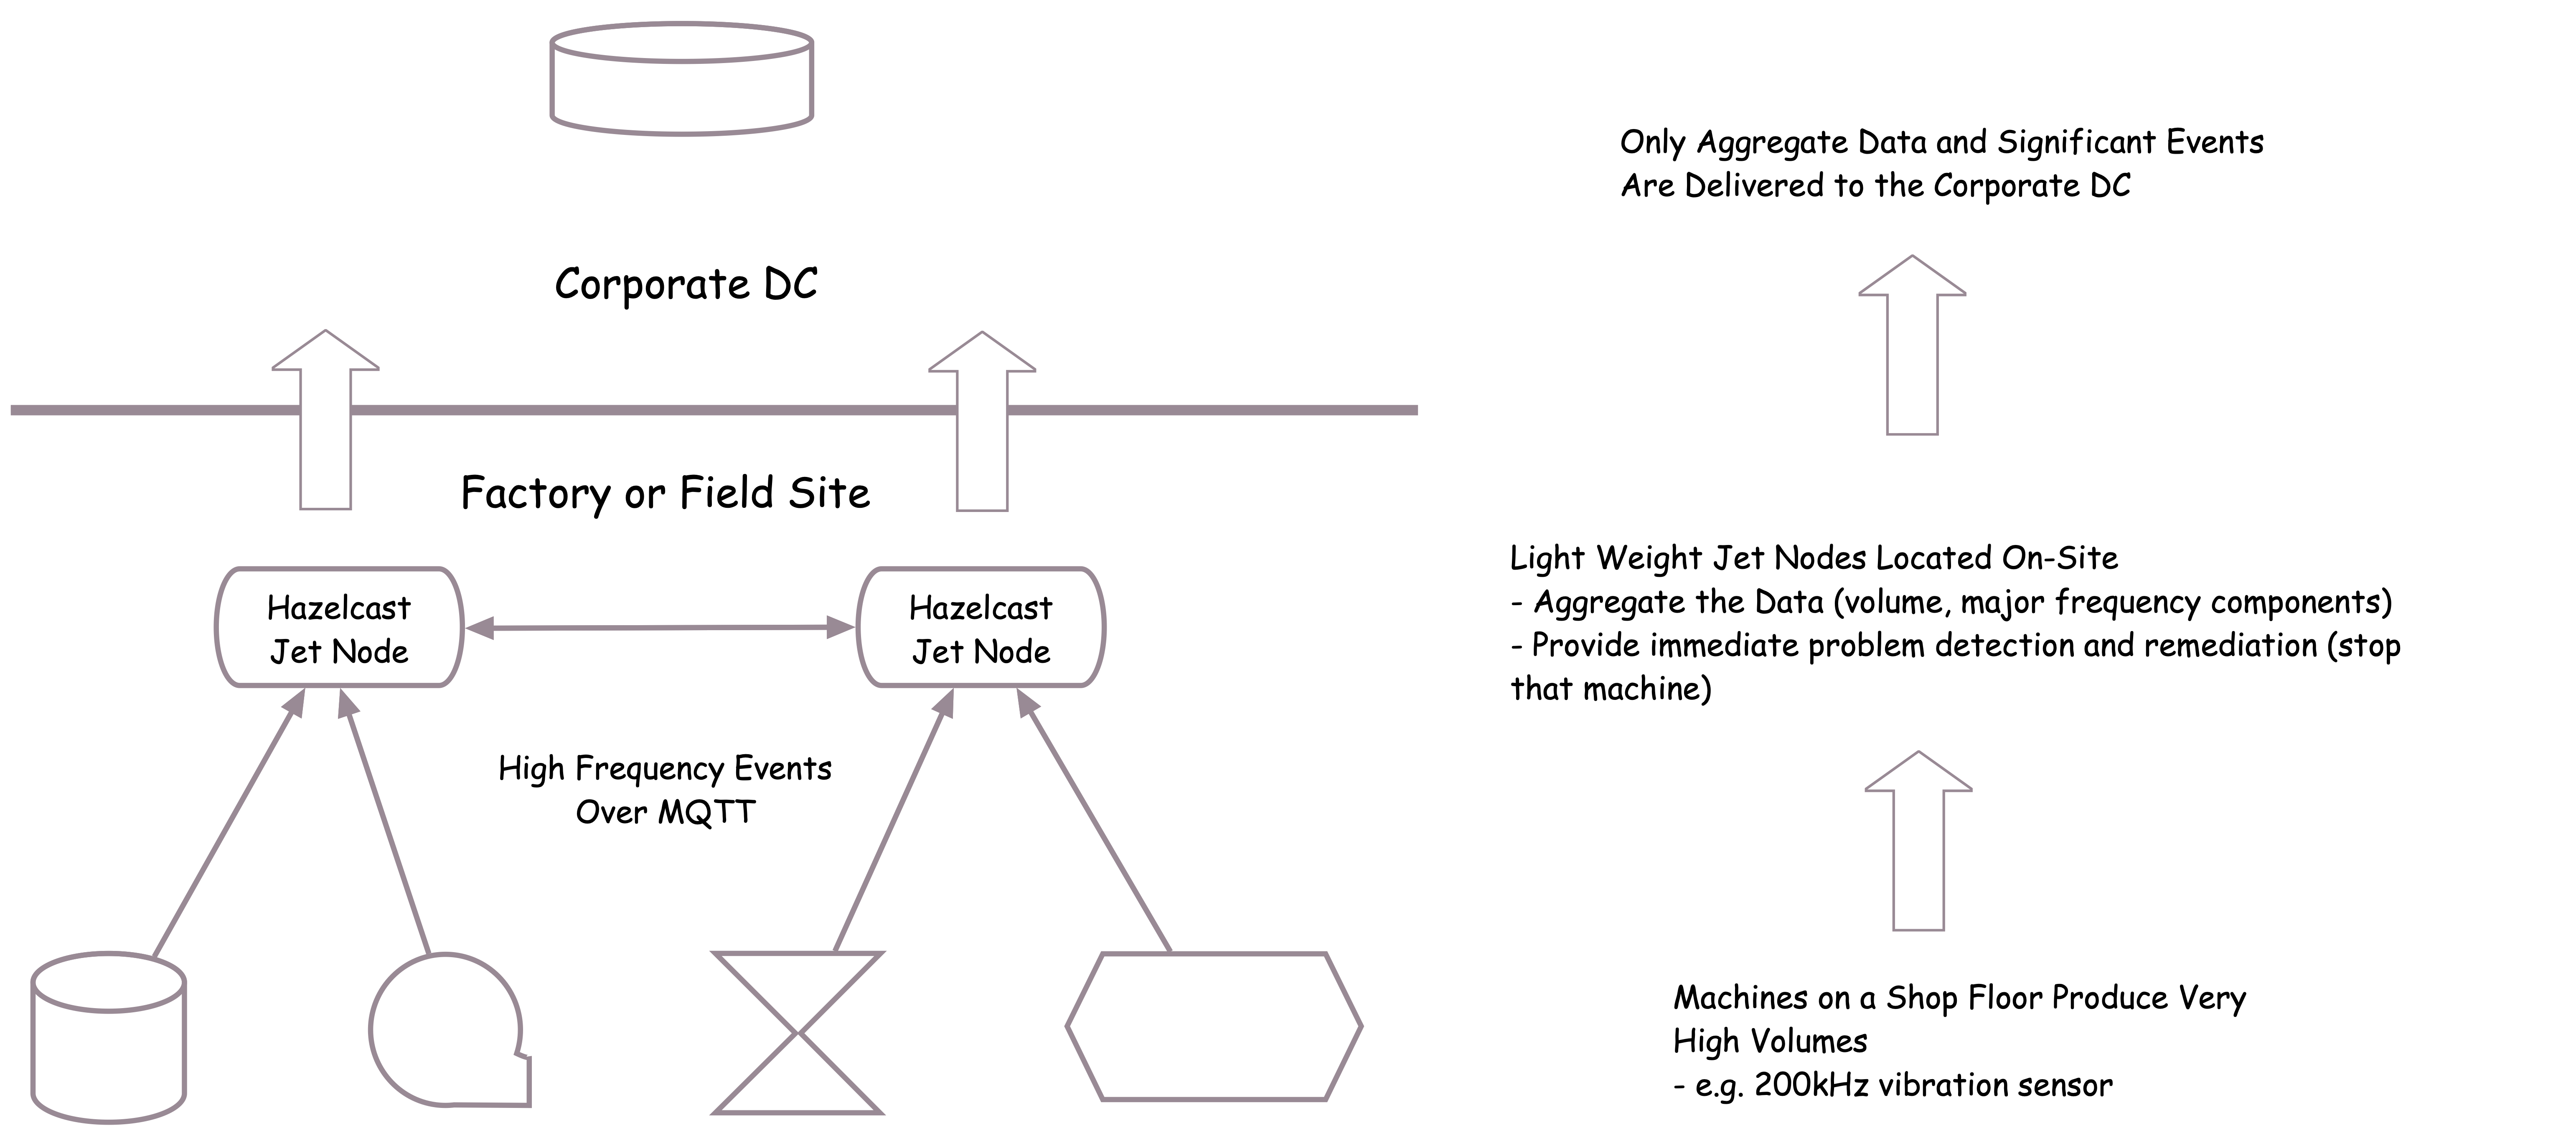 Only Aggregate Data and Significant Events
Are Delivered to the Corporate DC
Corporate DC
Factory or Field Site
Hazelcast
Jet Node
Hazelcast
Jet Node
Light Weight Jet Nodes Located On-Site
- Aggregate the Data (volume, major frequency components)
- Provide immediate problem detection and remediation (stop
that machine)
High Frequency Events
Over MQTT
Machines on a Shop Floor Produce Very
High Volumes
- e.g. 200kHz vibration sensor